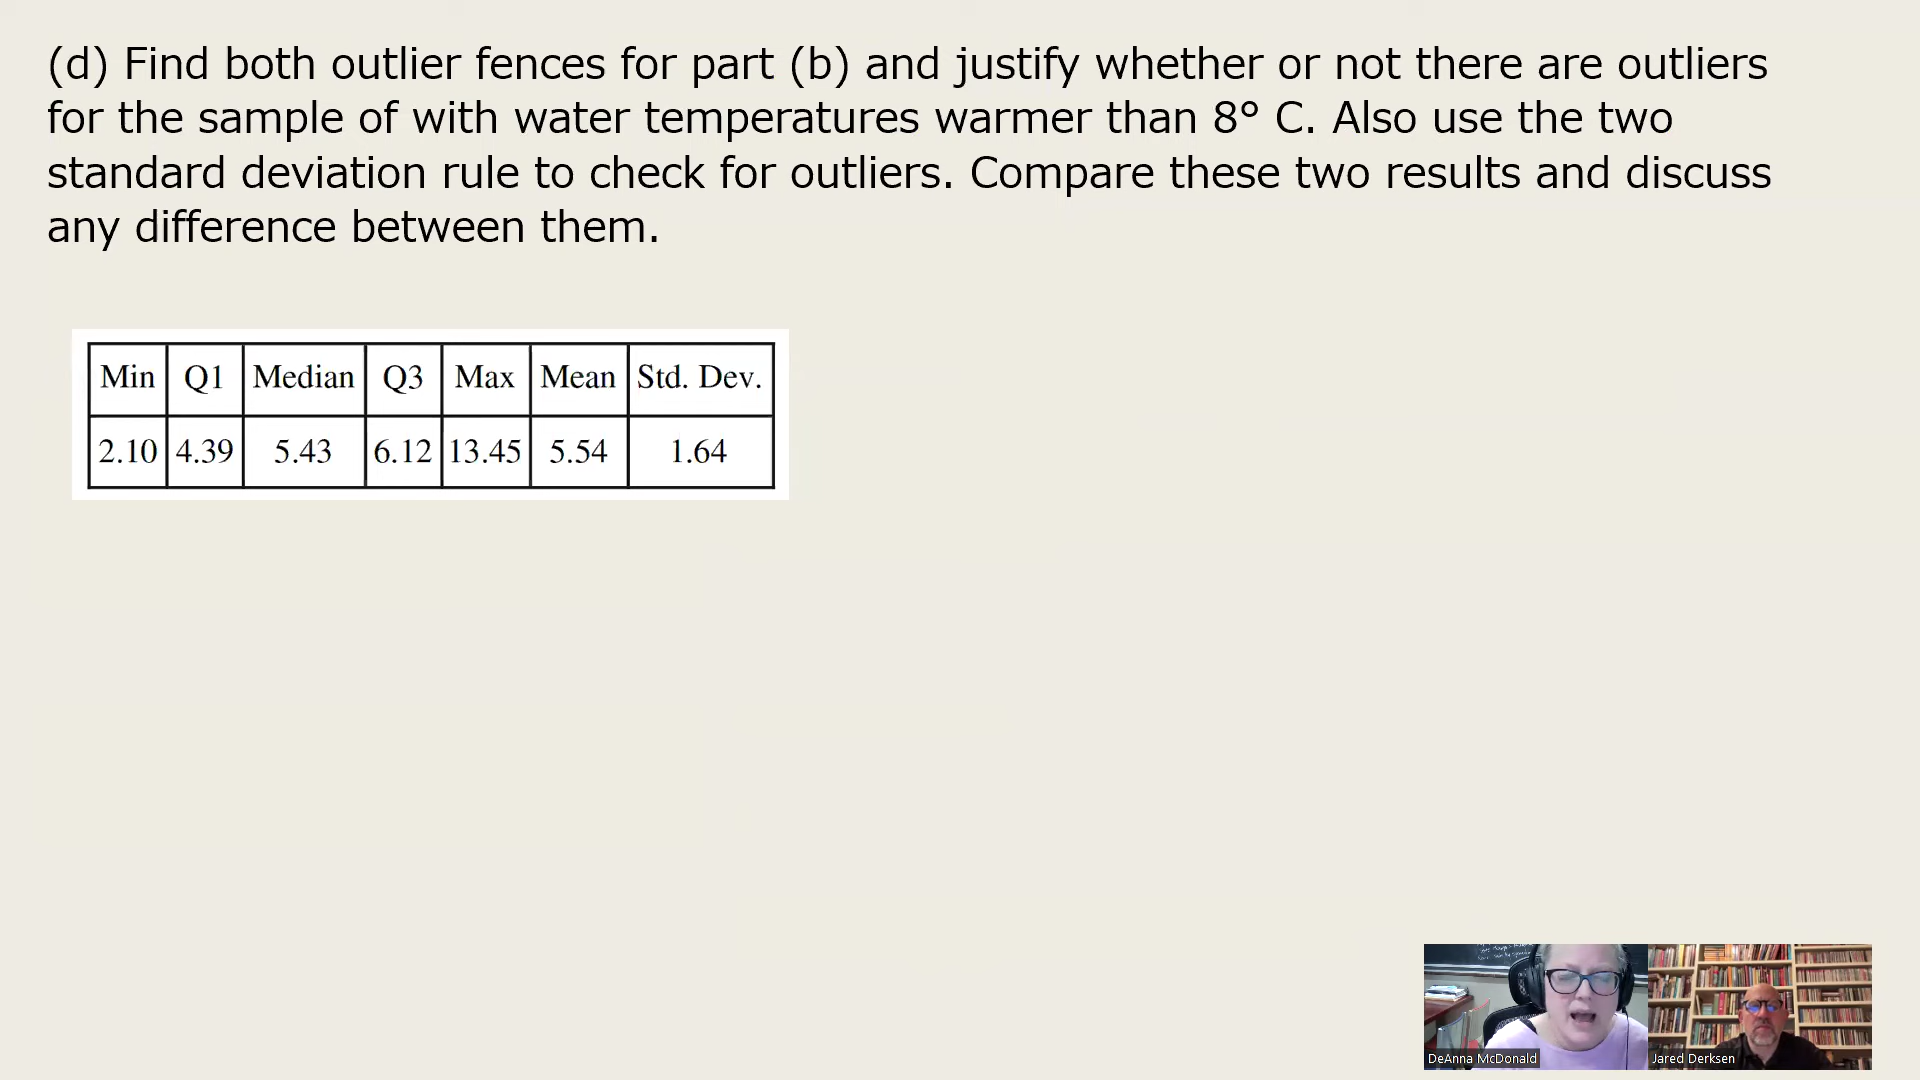 (d) Find both outlier fences for part (b) and justify whether or not there are outliers
for the sample of with water temperatures warmer than 8° C. Also use the two
standard deviation rule to check for outliers. Compare these two results and discuss
any difference between them.
Min Q1 Median Q3 Max Mean Std. Dev.
2.10 4.39 5.43 6.12 13.45 5.54 1.64
DeAnna McDonald
Jared Derksen